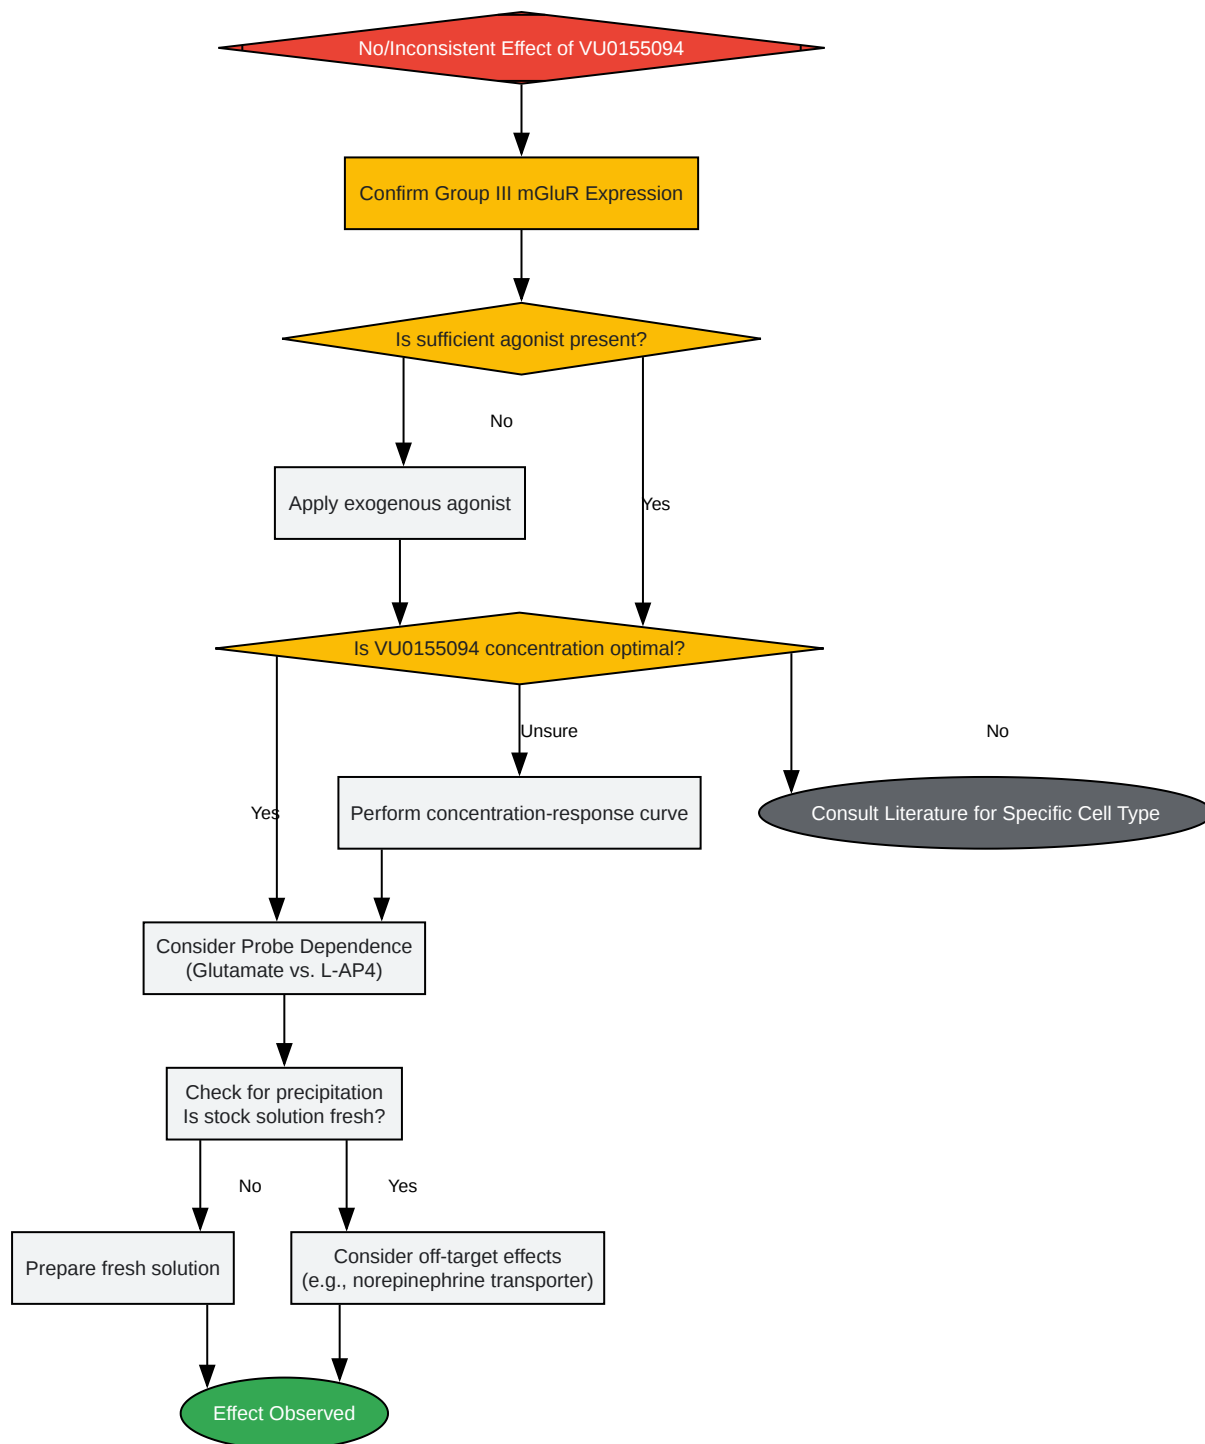 No/Inconsistent Effect of VU0155094
Confirm Group III mGluR Expression
Is sufficient agonist present?
No
Apply exogenous agonist
Yes
Is VU0155094 concentration optimal?
Unsure
No
Yes
Perform concentration-response curve
Consult Literature for Specific Cell Type
Consider Probe Dependence
(Glutamate vs. L-AP4)
Check for precipitation
Is stock solution fresh?
No
Yes
Prepare fresh solution
Consider off-target effects
(e.g., norepinephrine transporter)
Effect Observed